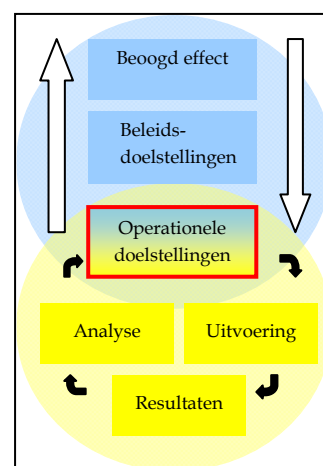 Beoogd effect
Beleids-
doelstellingen
Operationele
doelstellingen
Analyse
Uitvoering
Resultaten